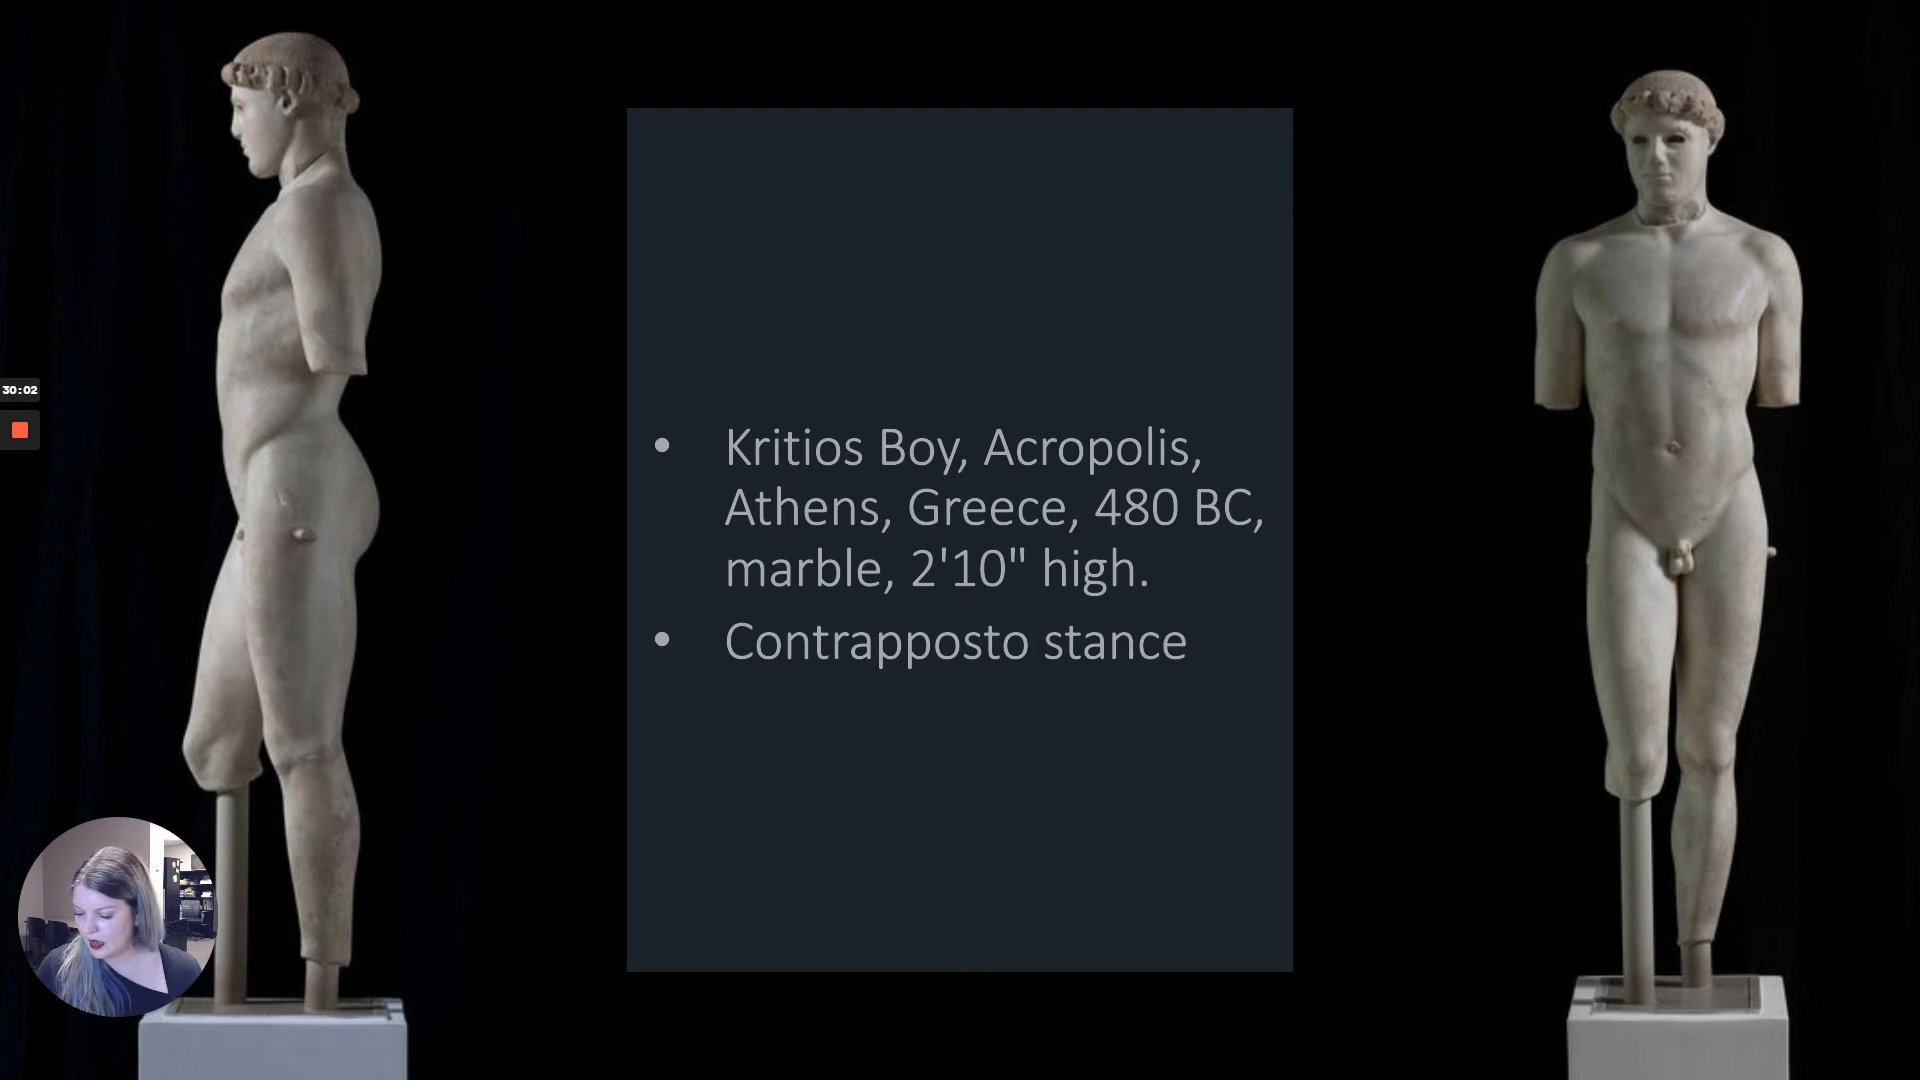 30:02
• Kritios Boy, Acropolis,
Athens, Greece, 480 BC,
marble, 2'10" high.
• Contrapposto stance